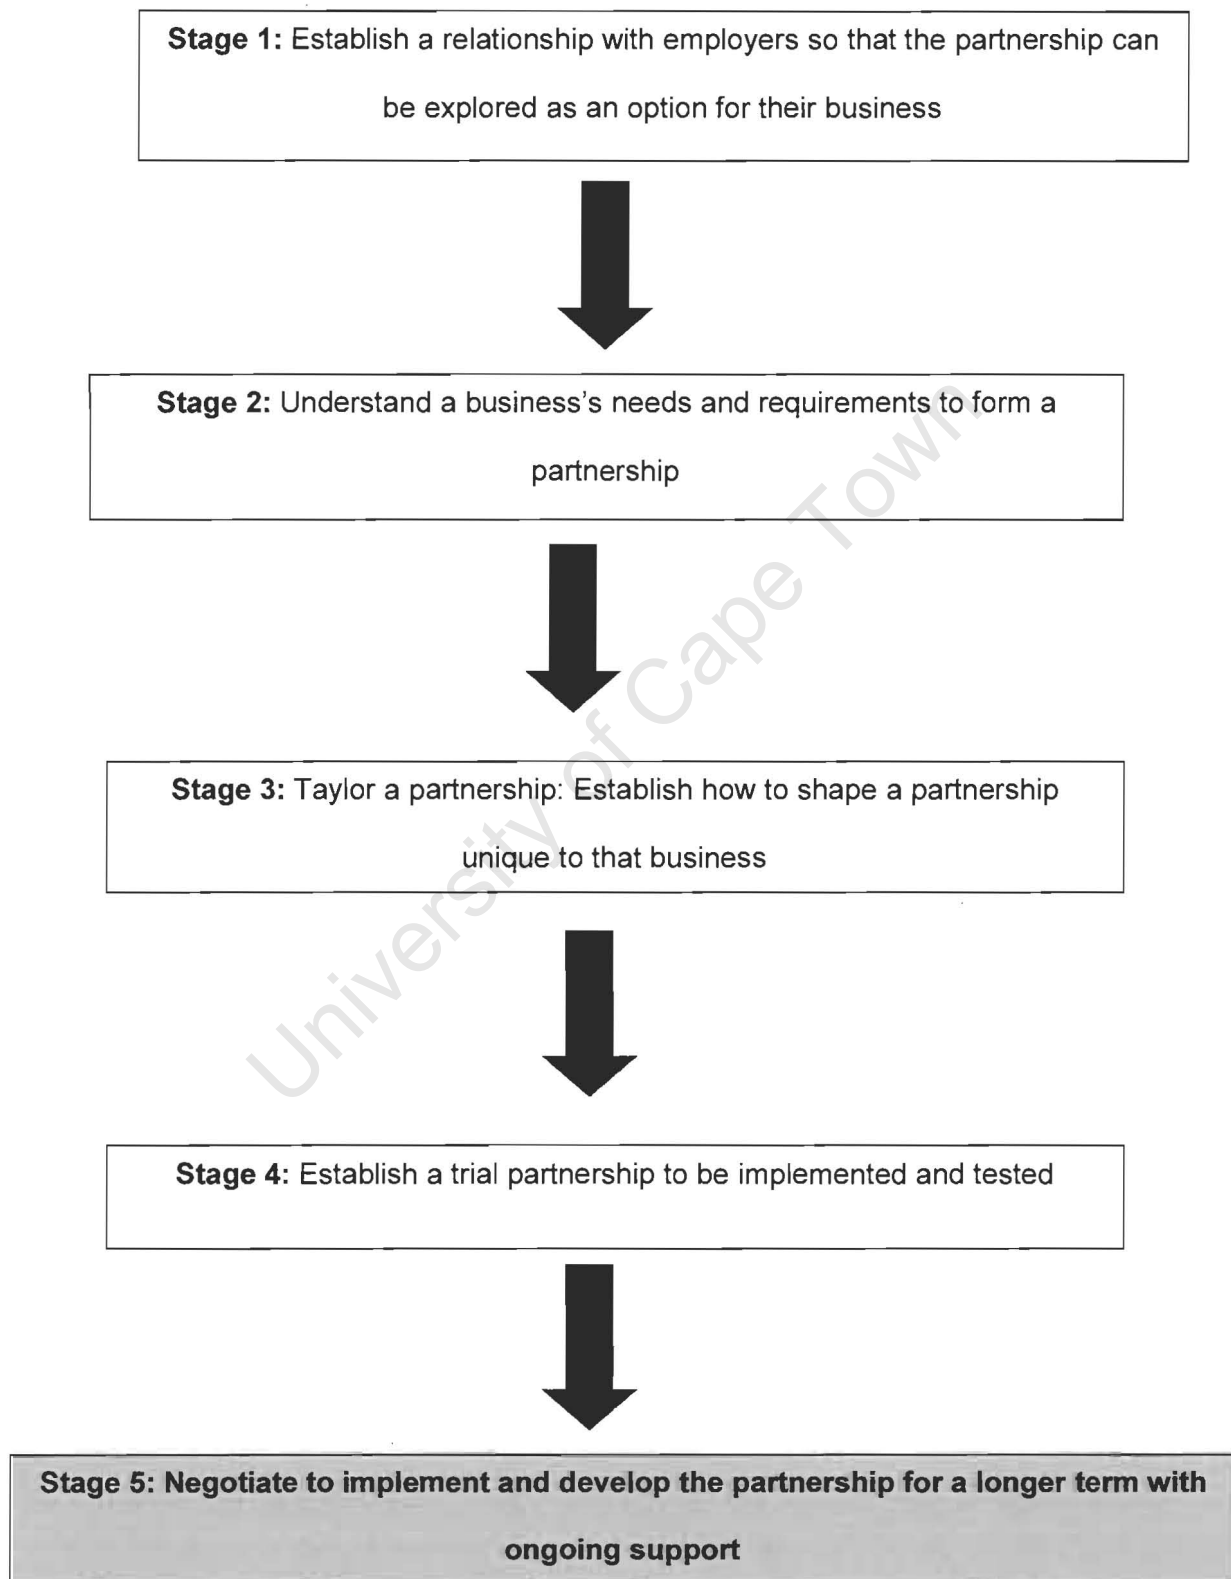 Stage 1: Establish a relationship with employers so that the partnership can
be explored as an option for their business
Stage 2: Understand a business's needs and requirements to form a
partnership
Stage 3: Taylor a partnership: Establish how to shape a partnership
unique to that business
Stage 4: Establish a trial partnership to be implemented and tested
Stage 5: Negotiate to implement and develop the partnership for a longer term with
ongoing support
University of Cape Town